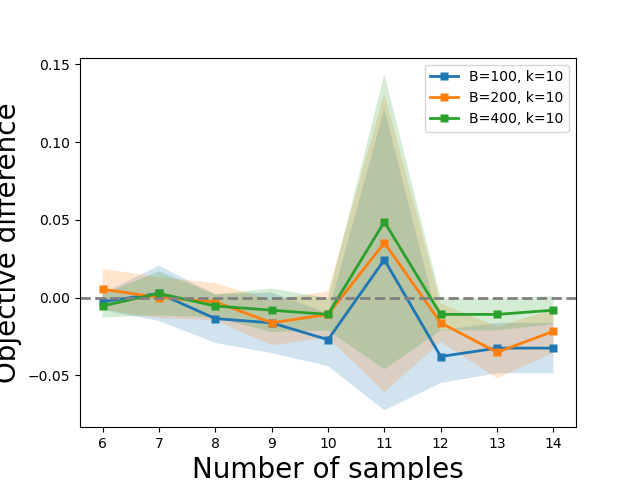 Objective difference
0.15
0.10
0.05
0.00
−0.05
B=100, k=10
B=200, k=10
B=400, k=10
6 7 8 9 10 11 12 13 14
Number of samples